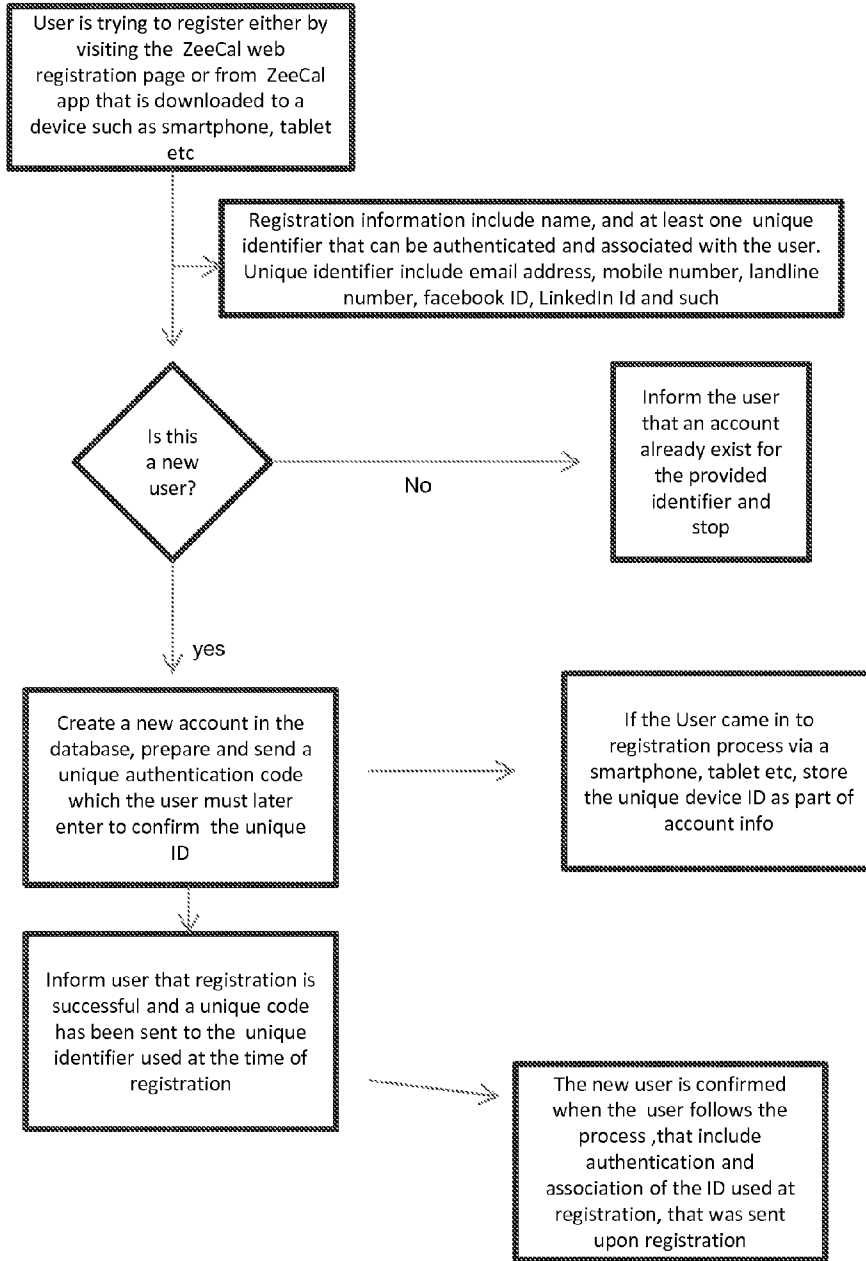 User is trying to register either by
visiting the ZeeCal web
registration page or from ZeeCal
app that is downloaded to a
device such as smartphone, tablet
etc
Registration information include name, and at least one unique
identifier that can be authenticated and associated with the user.
Unique identifier include email address, mobile number, landline
number, facebook ID, LinkedIn Id and such
Is this
a new
user?
No
Inform the user
that an account
already exist for
the provided
identifier and
stop
yes
Create a new account in the
database, prepare and send a
unique authentication code
which the user must later
enter to confirm the unique
ID
If the User came in to
registration process via a
smartphone, tablet etc, store
the unique device ID as part of
account info
Inform user that registration is
successful and a unique code
has been sent to the unique
identifier used at the time of
registration
The new user is confirmed
when the user follows the
process ,that include
authentication and
association of the ID used at
registration, that was sent
upon registration